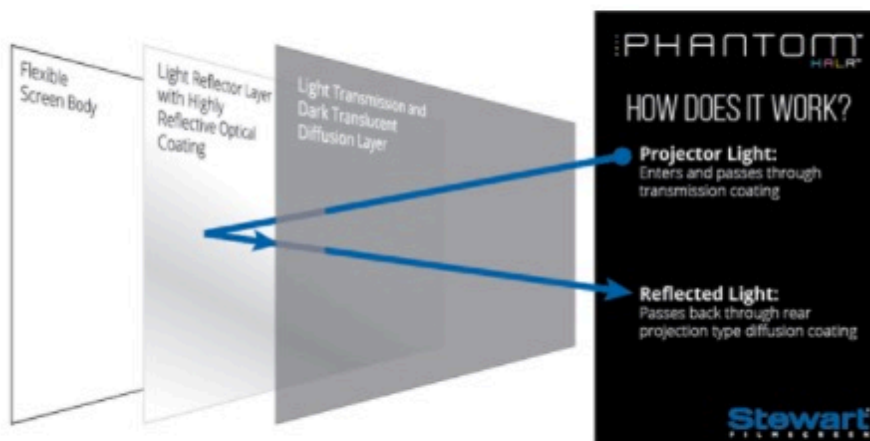 Flexible
Screen Body
Light Reflector Layer
with Highly
Reflective Optical
Coating
Light Transmission and
Dark Translucent
Diffusion Layer
PHANTOM™
HALR™
HOW DOES IT WORK?
Projector Light:
Enters and passes through
transmission coating
Reflected Light:
Passes back through rear
projection type diffusion coating
Stewart
FILMSCREEN